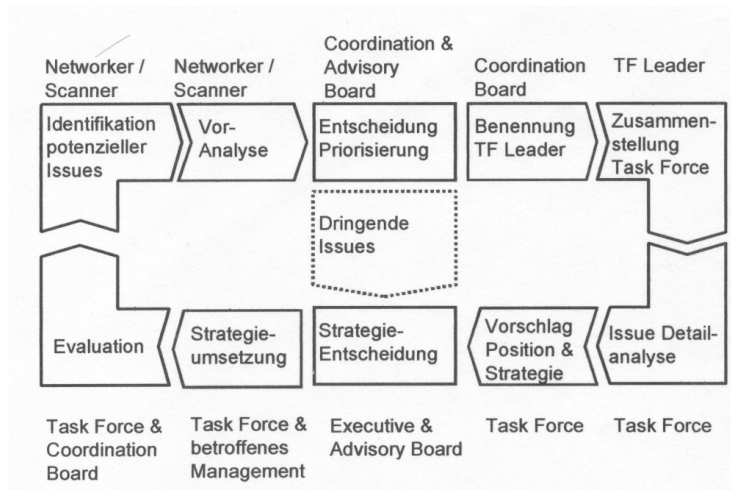 Networker /
Scanner
Networker /
Scanner
Coordination &
Advisory
Board
Coordination
Board
TF Leader
Identifikation
potenzieller
Issues
Vor-
Analyse
Entscheidung
Priorisierung
Benennung
TF Leader
Zusammen-
stellung
Task Force
Dringende
Issues
Evaluation
Strategie-
umsetzung
Strategie-
Entscheidung
Vorschlag
Position &
Strategie
Issue Detail-
analyse
Task Force &
Coordination
Board
Task Force &
betroffenes
Management
Executive &
Advisory Board
Task Force
Task Force